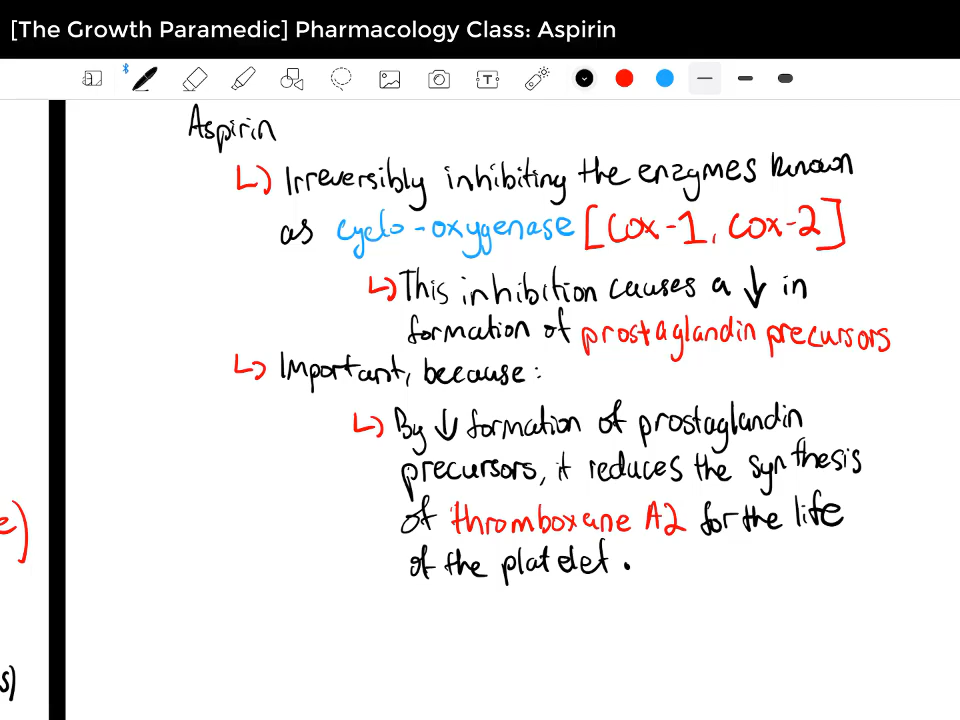 [The Growth Paramedic] Pharmacology Class: Aspirin
Aspirin
Irreversibly inhibiting the enzymes known
as cyclo-oxygenase [COX-1, COX-2]
This inhibition causes a ↓ in
formation of prostaglandin precursors
Important, because:
By ↓ formation of prostaglandin
precursors, it reduces the synthesis
of thromboxane A2 for the life
of the platelet.
e)
s)